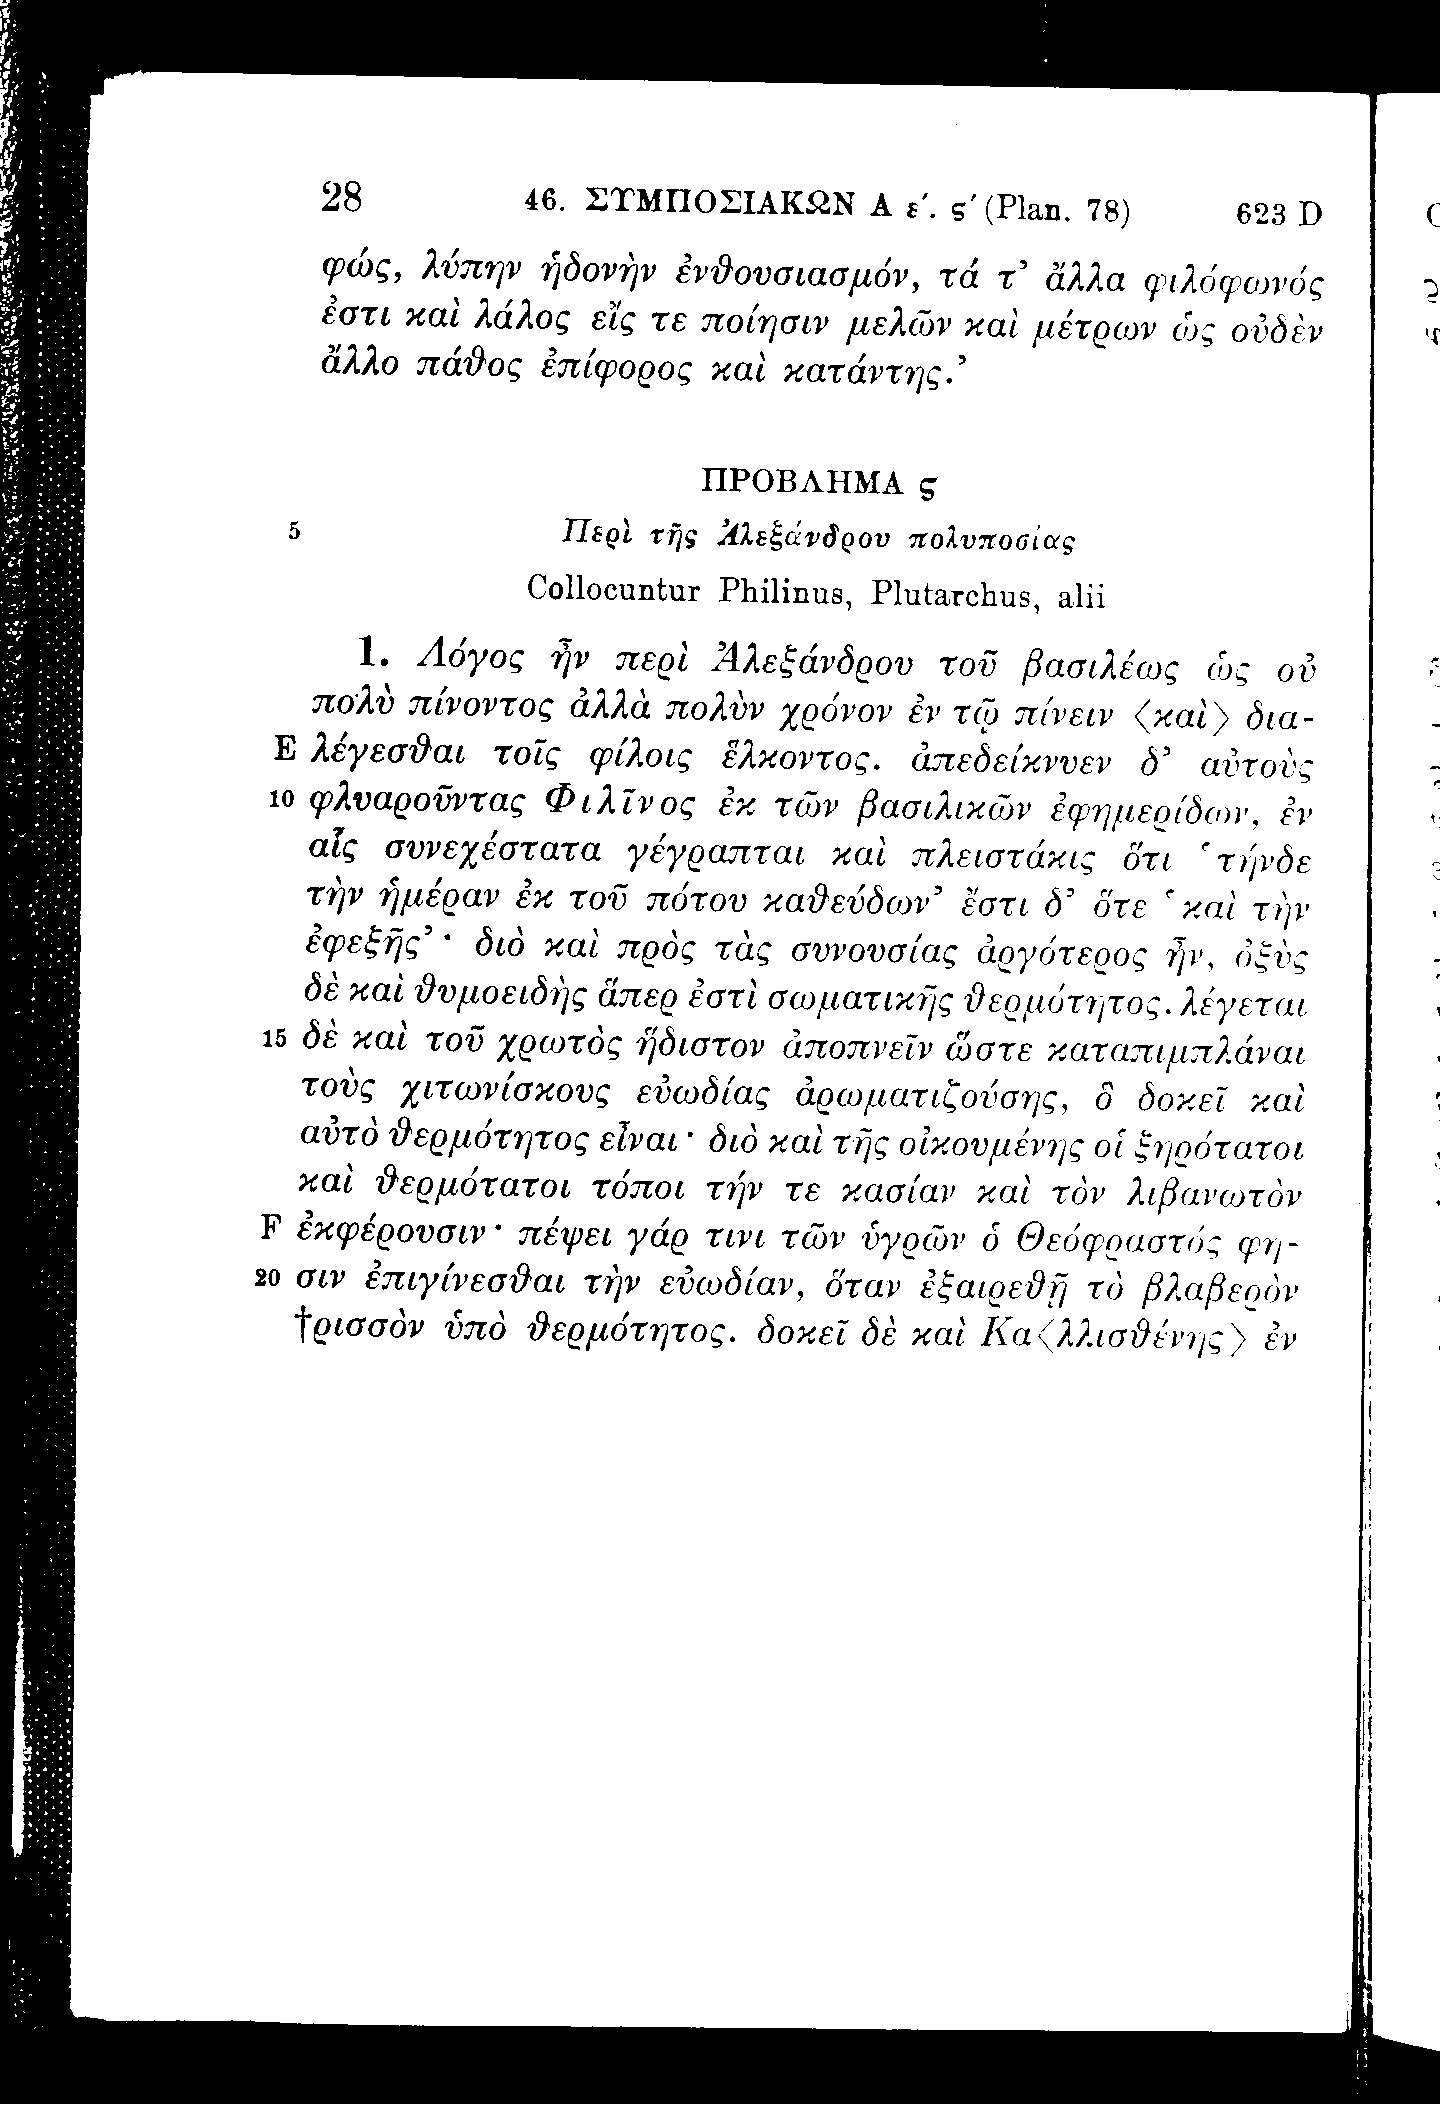 28 46. ΣΥΜΠΟΣΙΑΚΩΝ Α ε΄. ϛ΄ (Plan. 78) 623 D
φώς, λύπην ἡδονὴν ἐνθουσιασμόν, τά τ’ ἄλλα φιλόφωνός
ἐστι καὶ λάλος εἴς τε ποίησιν μελῶν καὶ μέτρων ὡς οὐδὲν
ἄλλο πάθος ἐπίφορος καὶ κατάντης.’
ΠΡΟΒΛΗΜΑ ϛ
5 Περὶ τῆς Ἀλεξάνδρου πολυποσίας
Collocuntur Philinus, Plutarchus, alii
1. Λόγος ἦν περὶ Ἀλεξάνδρου τοῦ βασιλέως ὡς οὐ
πολὺ πίνοντος ἀλλὰ πολὺν χρόνον ἐν τῷ πίνειν ⟨καὶ⟩ δια-
E λέγεσθαι τοῖς φίλοις ἕλκοντος. ἀπεδείκνυεν δ’ αὐτοὺς
10 φλυαροῦντας Φιλῖνος ἐκ τῶν βασιλικῶν ἐφημερίδων, ἐν
αἷς συνεχέστατα γέγραπται καὶ πλειστάκις ὅτι ‘τήνδε
τὴν ἡμέραν ἐκ τοῦ πότου καθεύδων’ ἔστι δ’ ὅτε ‘καὶ τὴν
ἐφεξῆς’· διὸ καὶ πρὸς τὰς συνουσίας ἀργότερος ἦν, ὀξὺς
δὲ καὶ θυμοειδὴς ἅπερ ἐστὶ σωματικῆς θερμότητος. λέγεται
15 δὲ καὶ τοῦ χρωτὸς ἥδιστον ἀποπνεῖν ὥστε καταπιμπλάναι
τοὺς χιτωνίσκους εὐωδίας ἀρωματιζούσης, ὃ δοκεῖ καὶ
αὐτὸ θερμότητος εἶναι· διὸ καὶ τῆς οἰκουμένης οἱ ξηρότατοι
καὶ θερμότατοι τόποι τήν τε κασίαν καὶ τὸν λιβανωτὸν
F ἐκφέρουσιν· πέψει γάρ τινι τῶν ὑγρῶν ὁ Θεόφραστός φη-
20 σιν ἐπιγίνεσθαι τὴν εὐωδίαν, ὅταν ἐξαιρεθῇ τὸ βλαβερὸν
†ρισσὸν ὑπὸ θερμότητος. δοκεῖ δὲ καὶ Κα⟨λλισθένης⟩ ἐν